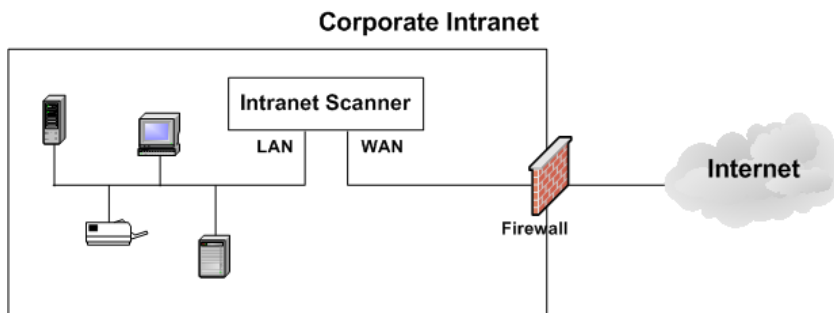 Corporate Intranet
Intranet Scanner
LAN
WAN
Internet
Firewall